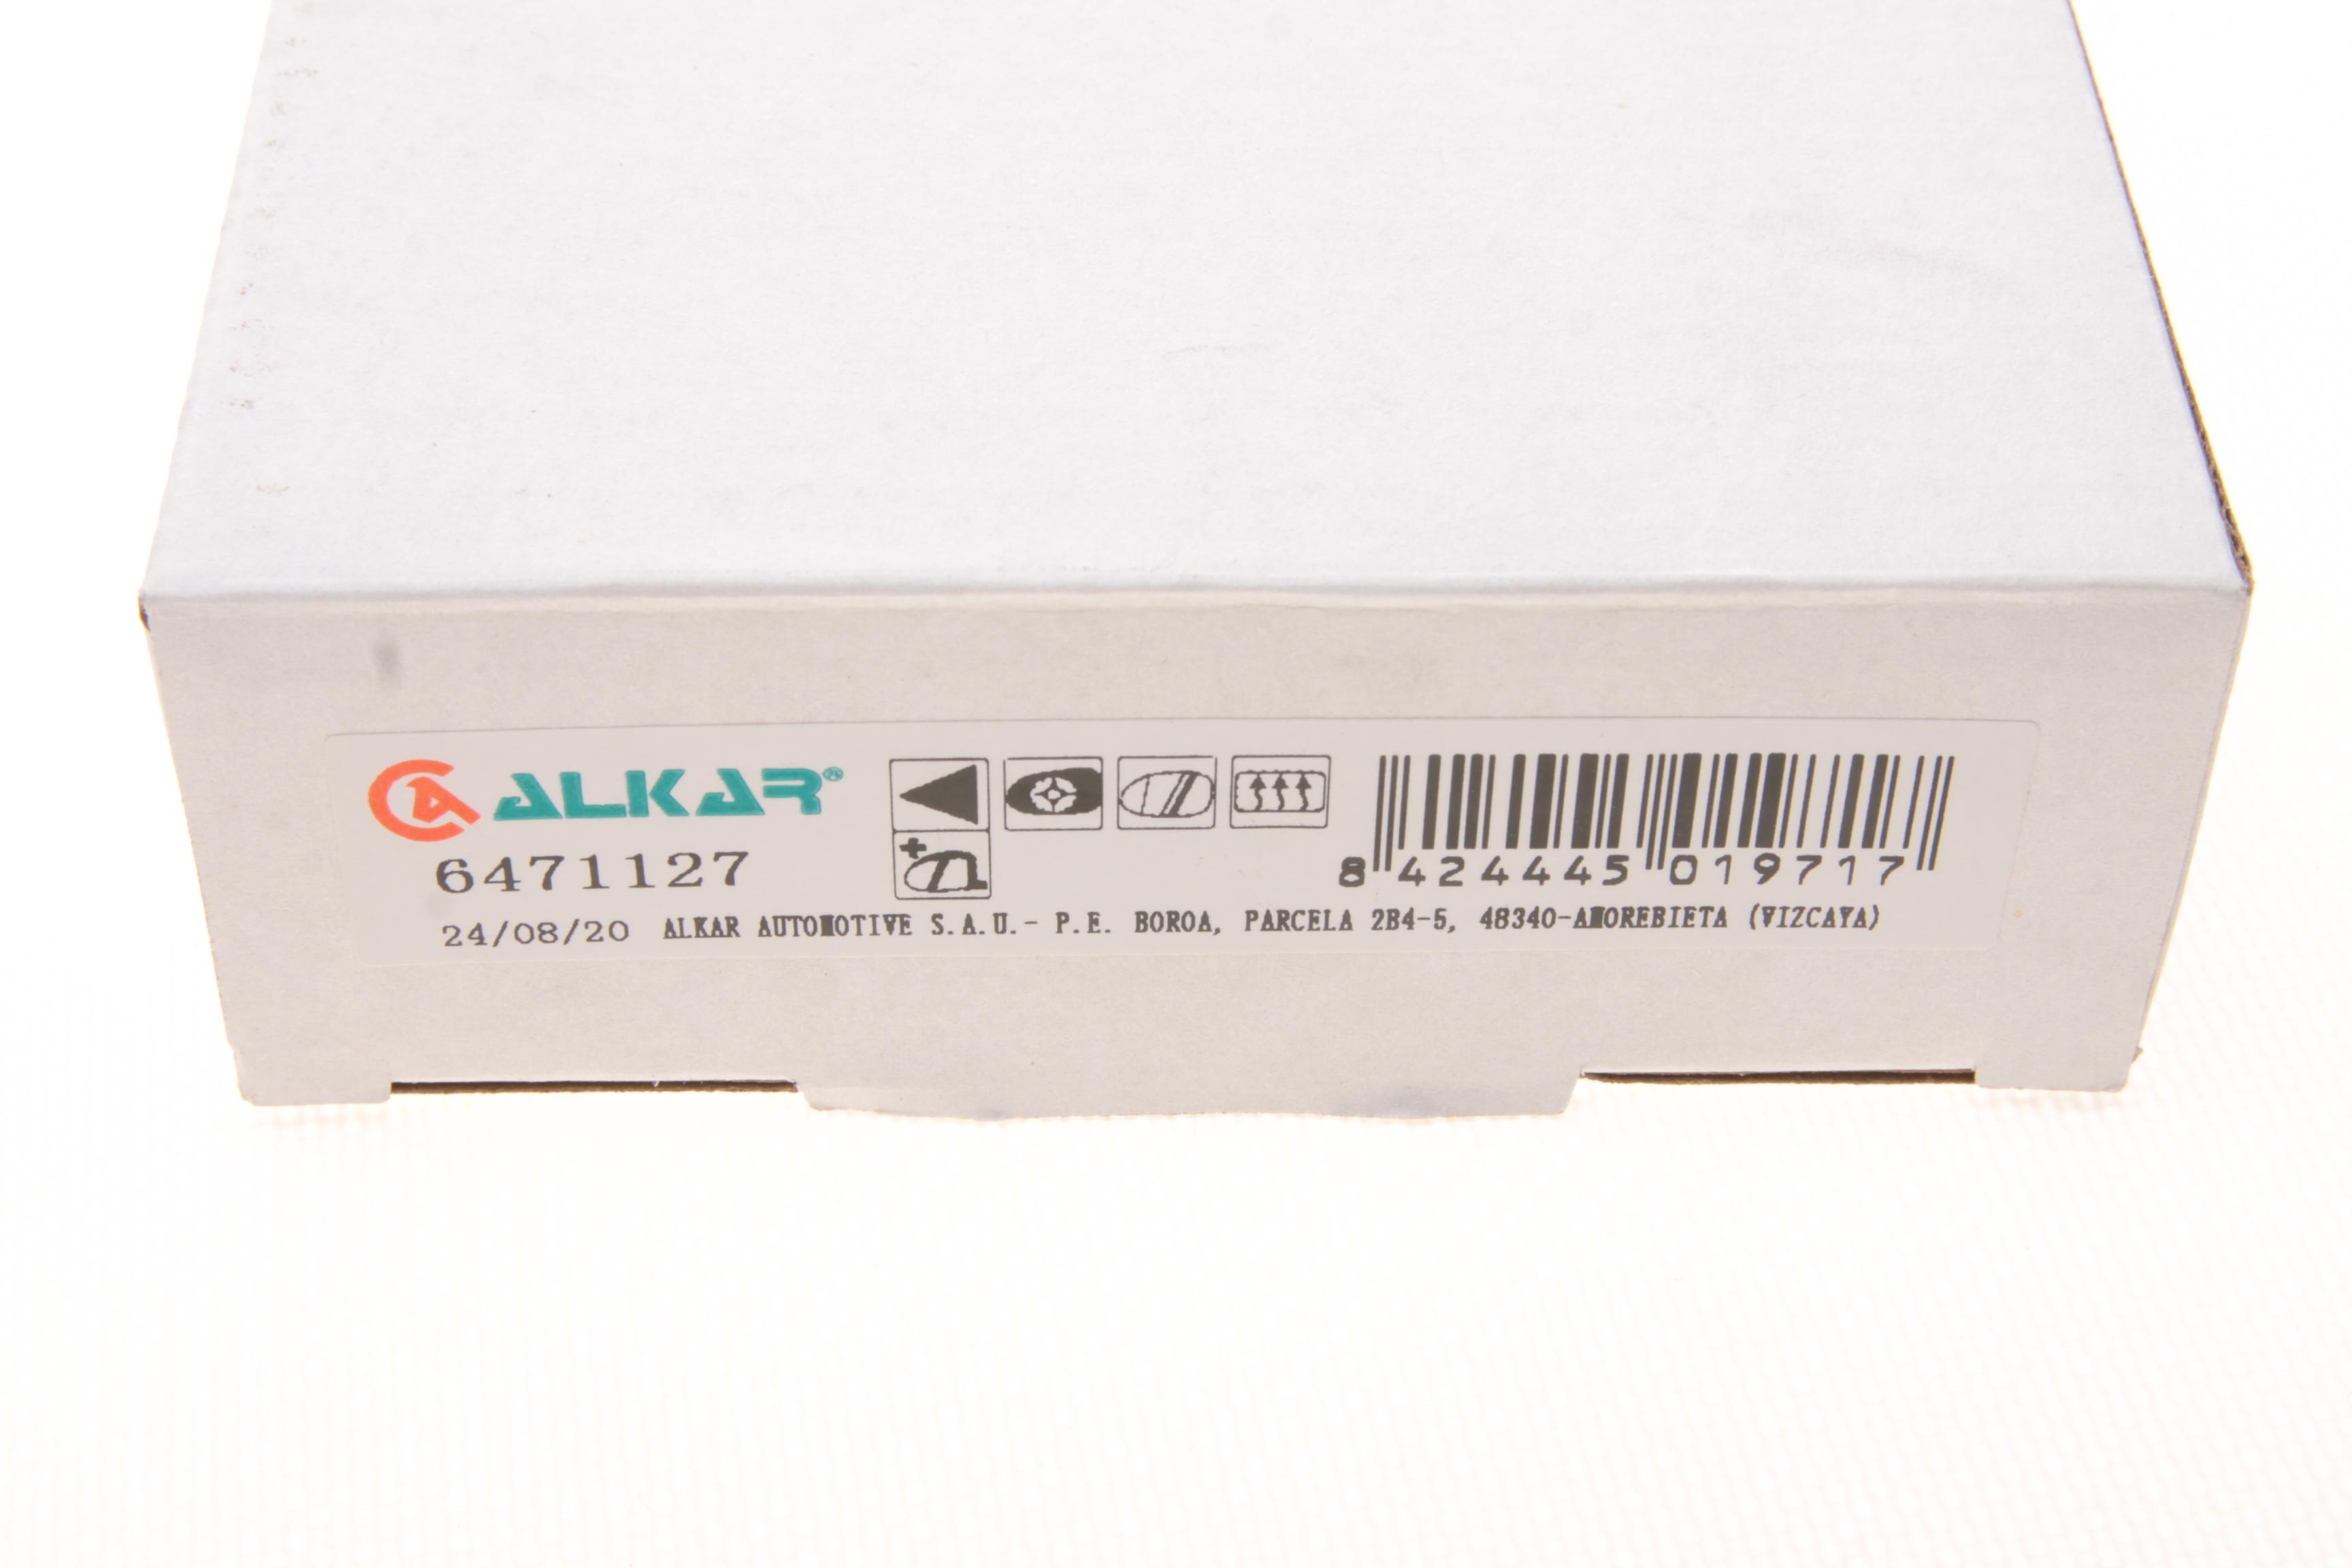 ALKAR®
6471127
8 424445 019717
24/08/20 ALKAR AUTOMOTIVE S.A.U.- P.E. BOROA, PARCELA 2B4-5, 48340-AMOREBIETA (VIZCAYA)